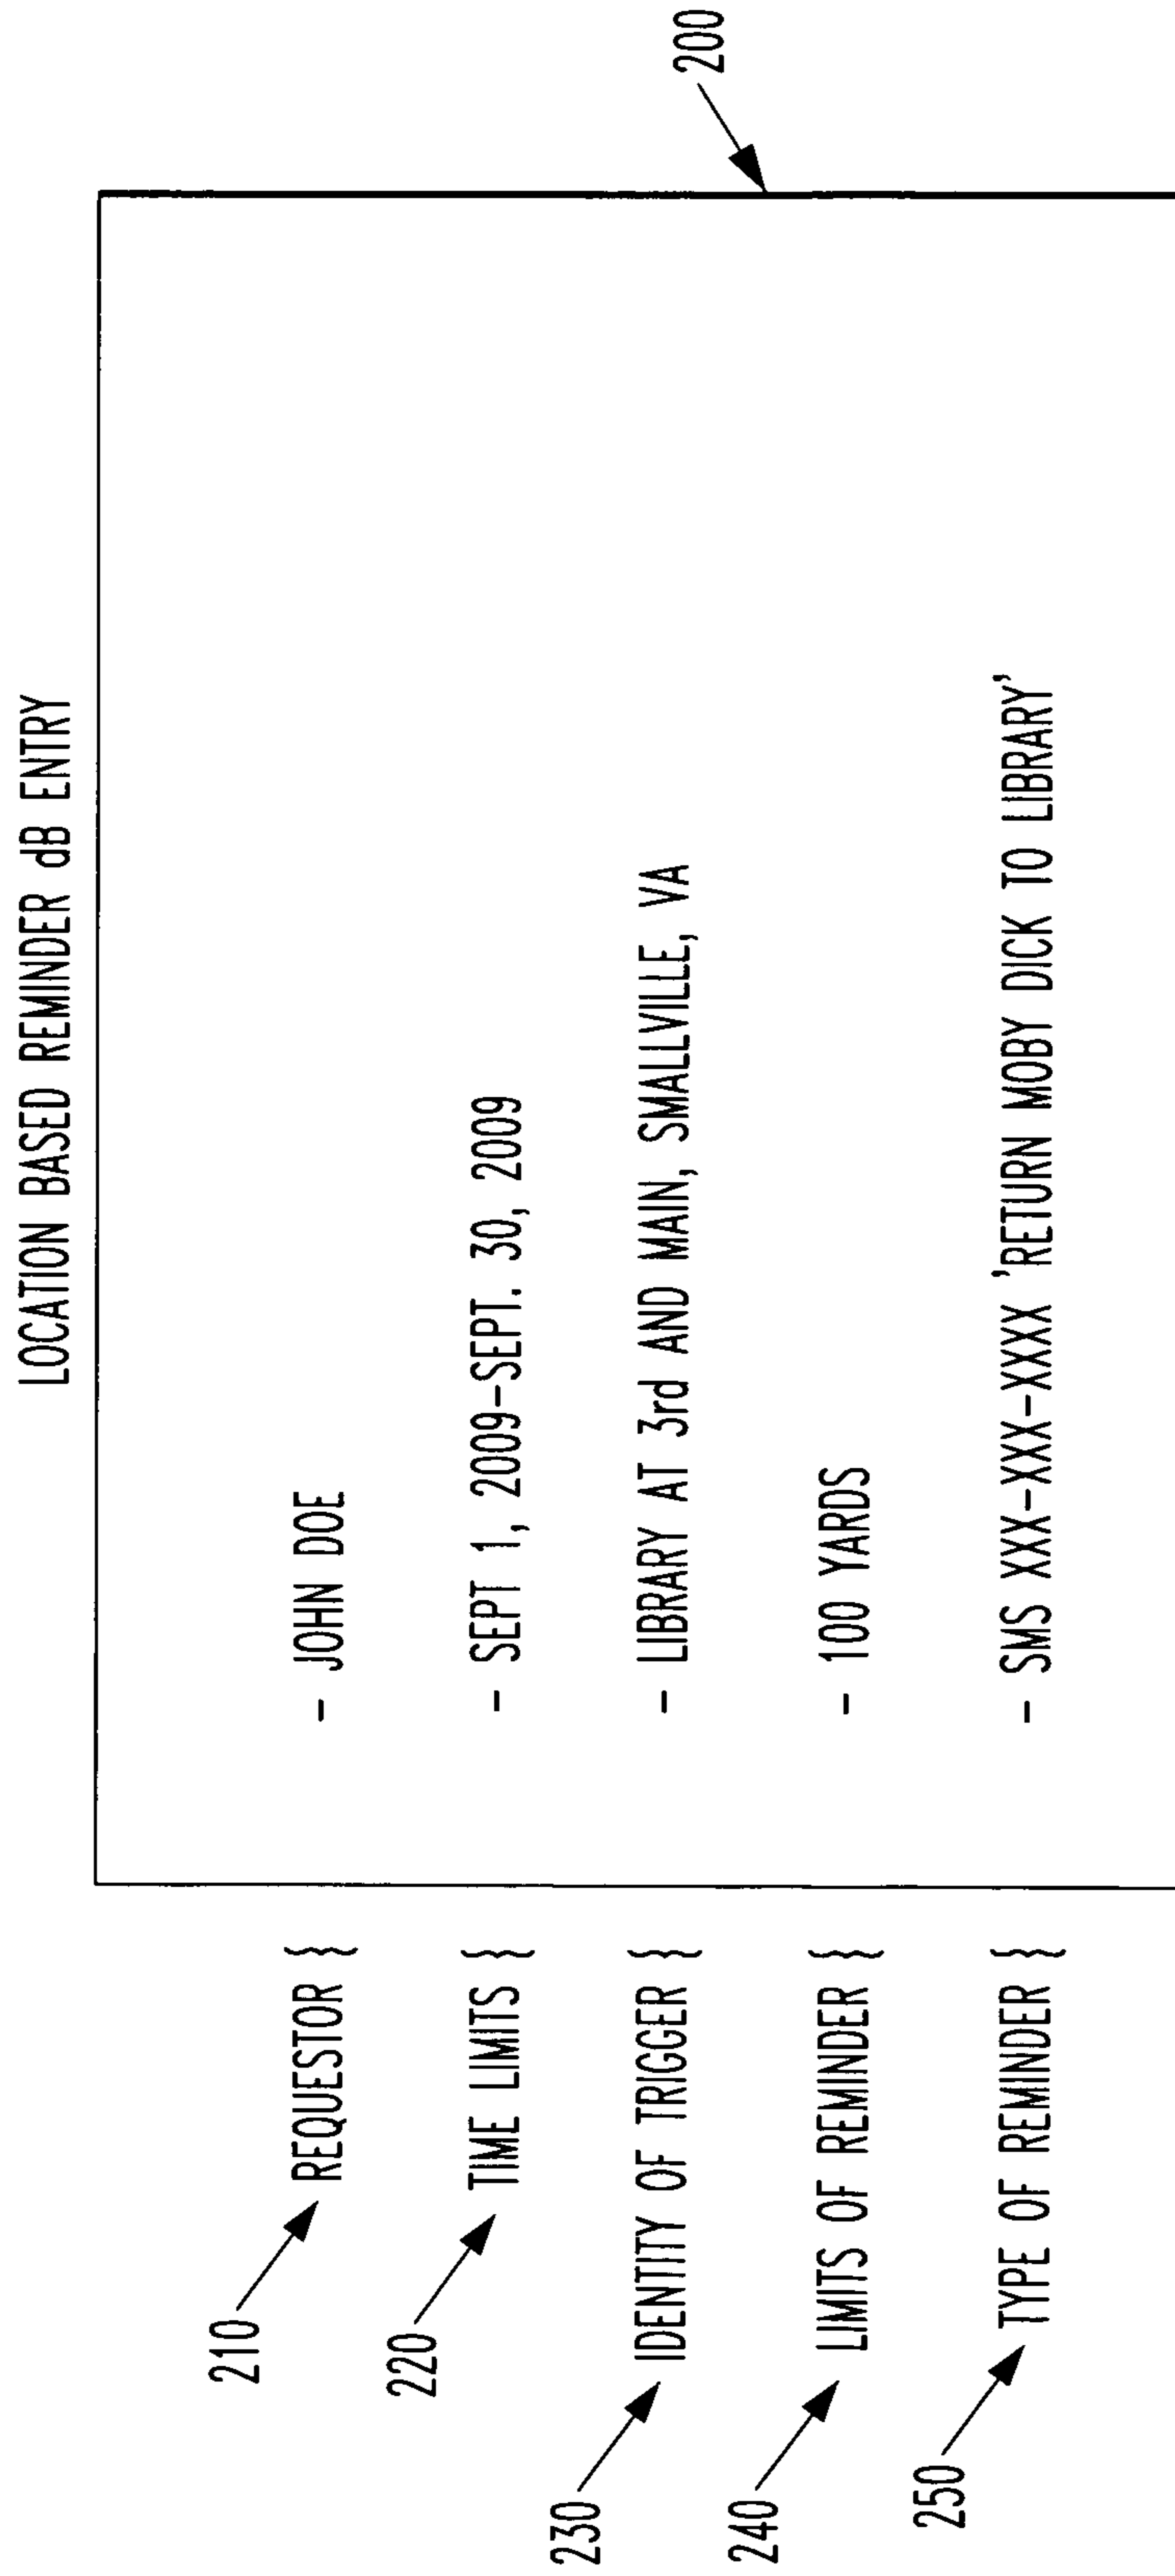 LOCATION BASED REMINDER dB ENTRY
200
210 REQUESTOR { - JOHN DOE
220 TIME LIMITS { - SEPT 1, 2009-SEPT. 30, 2009
230 IDENTITY OF TRIGGER { - LIBRARY AT 3rd AND MAIN, SMALLVILLE, VA
240 LIMITS OF REMINDER { - 100 YARDS
250 TYPE OF REMINDER { - SMS XXX-XXX-XXXX 'RETURN MOBY DICK TO LIBRARY'